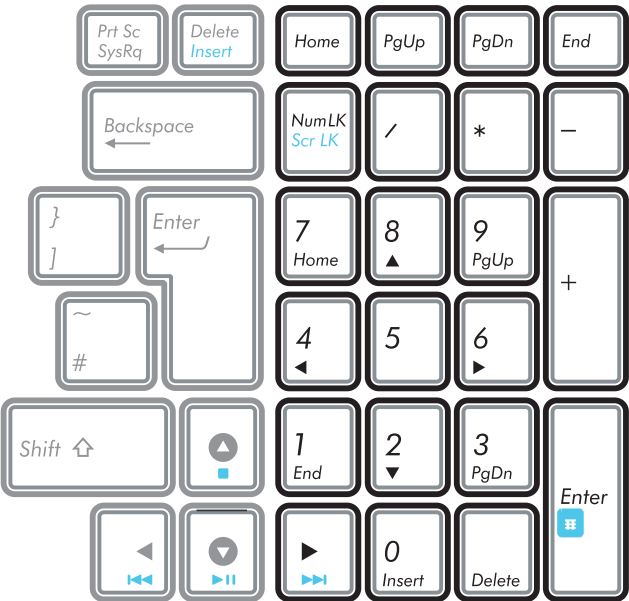 Prt Sc
SysRq
Delete
Insert
Home
PgUp
PgDn
End
Backspace
NumLK
Scr LK
/
*
−
}
]
Enter
7
Home
8
9
PgUp
+
~
#
4
5
6
Shift
1
End
2
3
PgDn
Enter
0
Insert
Delete